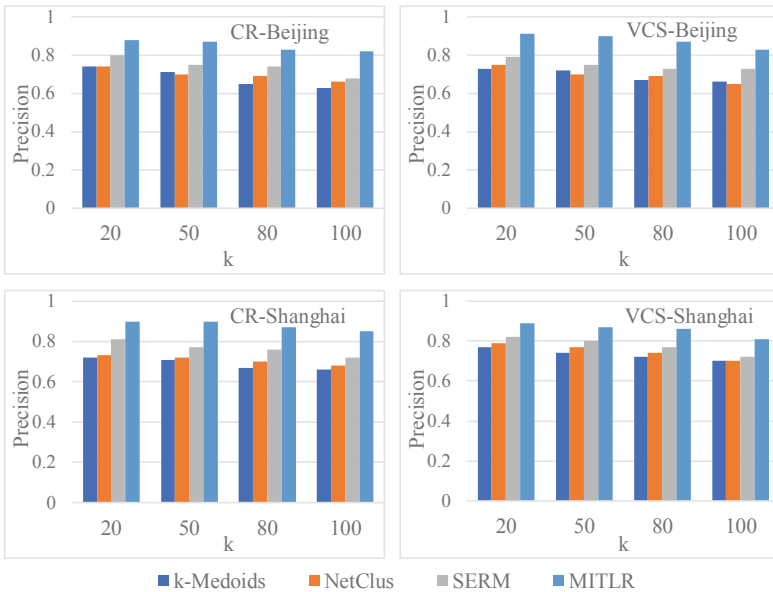 CR-Beijing
Precision
1
0.8
0.6
0.4
0.2
0
20 50 80 100
k
VCS-Beijing
Precision
1
0.8
0.6
0.4
0.2
0
20 50 80 100
k
CR-Shanghai
Precision
1
0.8
0.6
0.4
0.2
0
20 50 80 100
k
VCS-Shanghai
Precision
1
0.8
0.6
0.4
0.2
0
20 50 80 100
k
k-Medoids NetClus SERM MITLR